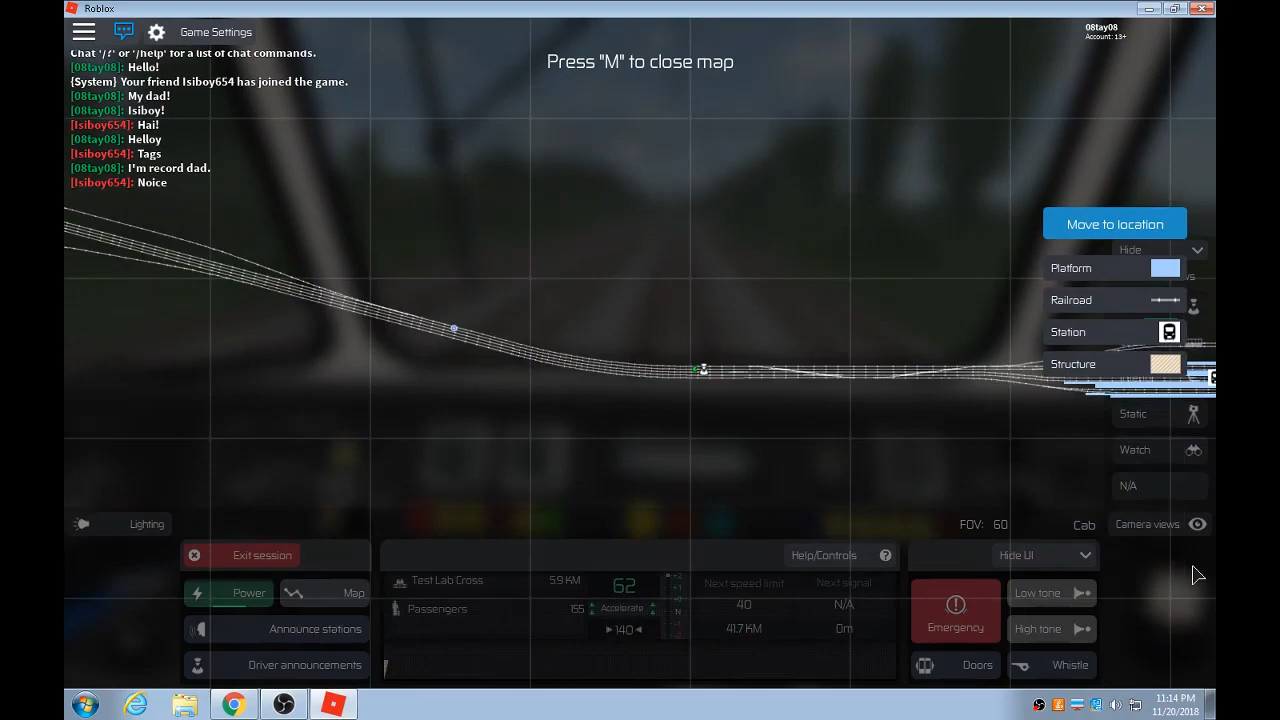 Roblox
Game Settings
08tay08
Account: 13+
Chat '/?' or '/help' for a list of chat commands.
[08tay08]: Hello!
{System} Your friend Isiboy654 has joined the game.
[08tay08]: My dad!
[08tay08]: Isiboy!
[Isiboy654]: Hai!
[08tay08]: Helloy
[Isiboy654]: Tags
[08tay08]: I'm record dad.
[Isiboy654]: Noice
Press "M" to close map
Move to location
Hide
Platform
Railroad
Station
Structure
Static
Watch
N/A
Lighting
FOV: 60
Cab
Camera views
Exit session
Help/Controls
Hide UI
Power
Map
Test Lab Cross
5.9 KM
62
Next speed limit
Next signal
Low tone
Passengers
155
Accelerate
40
N/A
Emergency
Announce stations
140
41.7 KM
0m
High tone
Driver announcements
Doors
Whistle
+2
+1
N
-1
-2
11:14 PM
11/20/2018